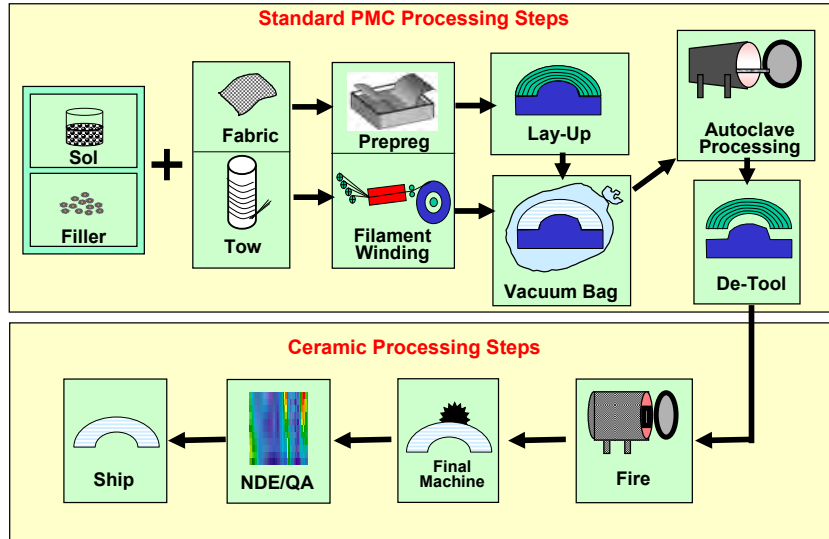 Standard PMC Processing Steps
Sol
Filler
Fabric
Tow
Prepreg
Filament
Winding
Lay-Up
Vacuum Bag
Autoclave
Processing
De-Tool
Ceramic Processing Steps
Ship
NDE/QA
Final
Machine
Fire